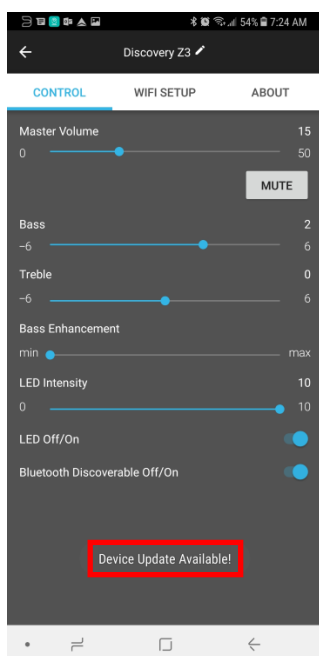 54% 7:24 AM
Discovery Z3
CONTROL WIFI SETUP ABOUT
Master Volume 15
0 50
MUTE
Bass 2
-6 6
Treble 0
-6 6
Bass Enhancement
min max
LED Intensity 10
0 10
LED Off/On
Bluetooth Discoverable Off/On
Device Update Available!